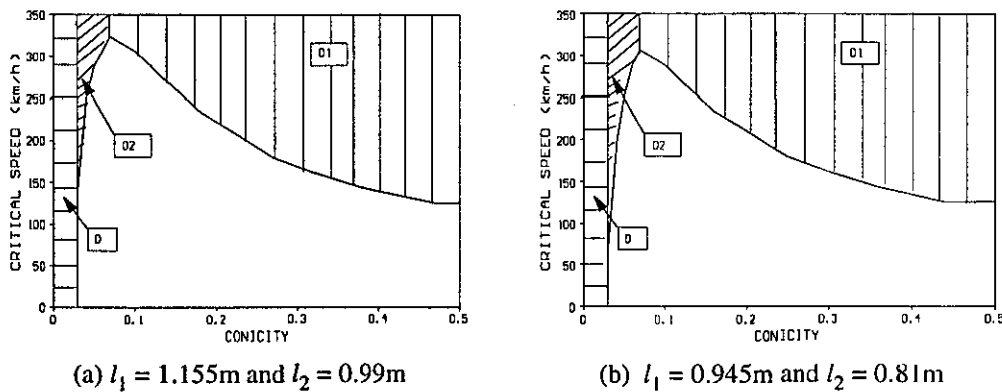 CRITICAL SPEED (km/h)
350
300
250
200
150
100
50
0
D1
D2
D
0 0.1 0.2 0.3 0.4 0.5
CONICITY
(a) l₁ = 1.155m and l₂ = 0.99m
CRITICAL SPEED (km/h)
350
300
250
200
150
100
50
0
D1
D2
D
0 0.1 0.2 0.3 0.4 0.5
CONICITY
(b) l₁ = 0.945m and l₂ = 0.81m